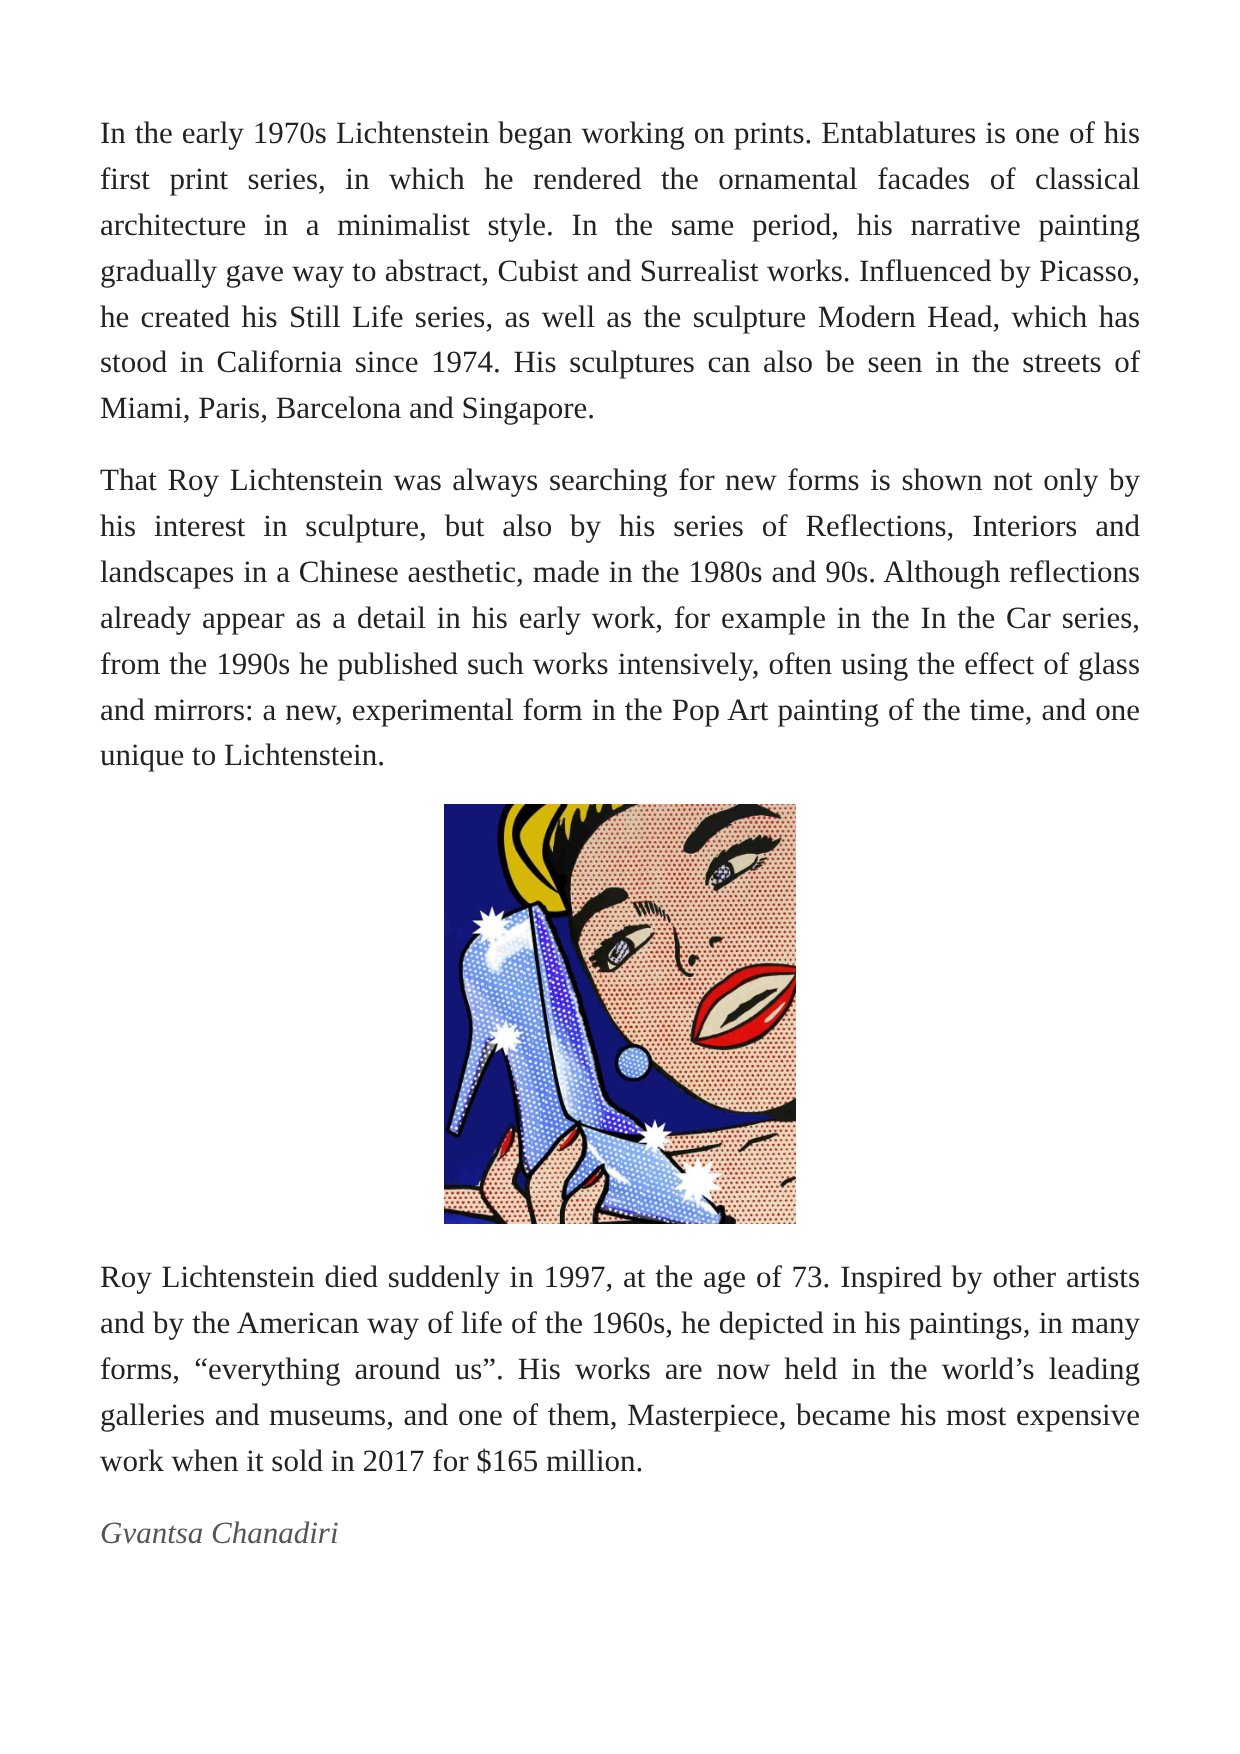 In the early 1970s Lichtenstein began working on prints. Entablatures is one of his
first print series, in which he rendered the ornamental facades of classical
architecture in a minimalist style. In the same period, his narrative painting
gradually gave way to abstract, Cubist and Surrealist works. Influenced by Picasso,
he created his Still Life series, as well as the sculpture Modern Head, which has
stood in California since 1974. His sculptures can also be seen in the streets of
Miami, Paris, Barcelona and Singapore.
That Roy Lichtenstein was always searching for new forms is shown not only by
his interest in sculpture, but also by his series of Reflections, Interiors and
landscapes in a Chinese aesthetic, made in the 1980s and 90s. Although reflections
already appear as a detail in his early work, for example in the In the Car series,
from the 1990s he published such works intensively, often using the effect of glass
and mirrors: a new, experimental form in the Pop Art painting of the time, and one
unique to Lichtenstein.
Roy Lichtenstein died suddenly in 1997, at the age of 73. Inspired by other artists
and by the American way of life of the 1960s, he depicted in his paintings, in many
forms, “everything around us”. His works are now held in the world’s leading
galleries and museums, and one of them, Masterpiece, became his most expensive
work when it sold in 2017 for $165 million.
Gvantsa Chanadiri